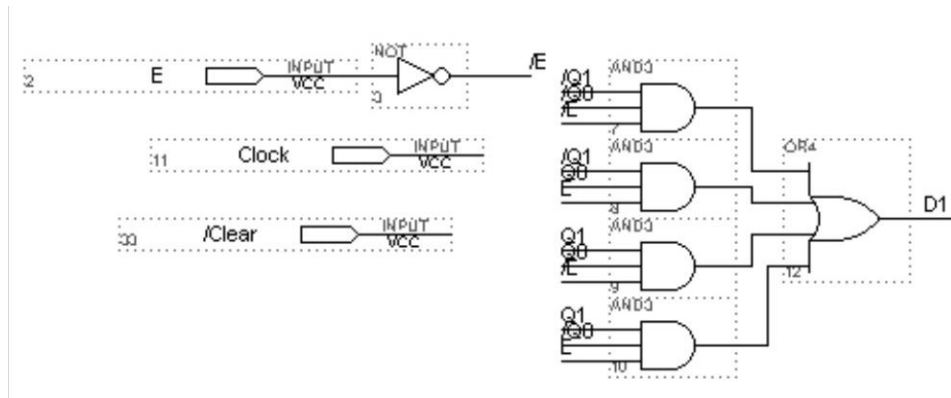 NOT
E
INPUT
VCC
2
3
/E
11
Clock
INPUT
VCC
33
/Clear
INPUT
VCC
AND3
/Q1
/Q0
/E
7
AND3
/Q1
Q0
E
8
AND3
Q1
Q0
/E
9
AND3
Q1
/Q0
E
10
OR4
12
D1